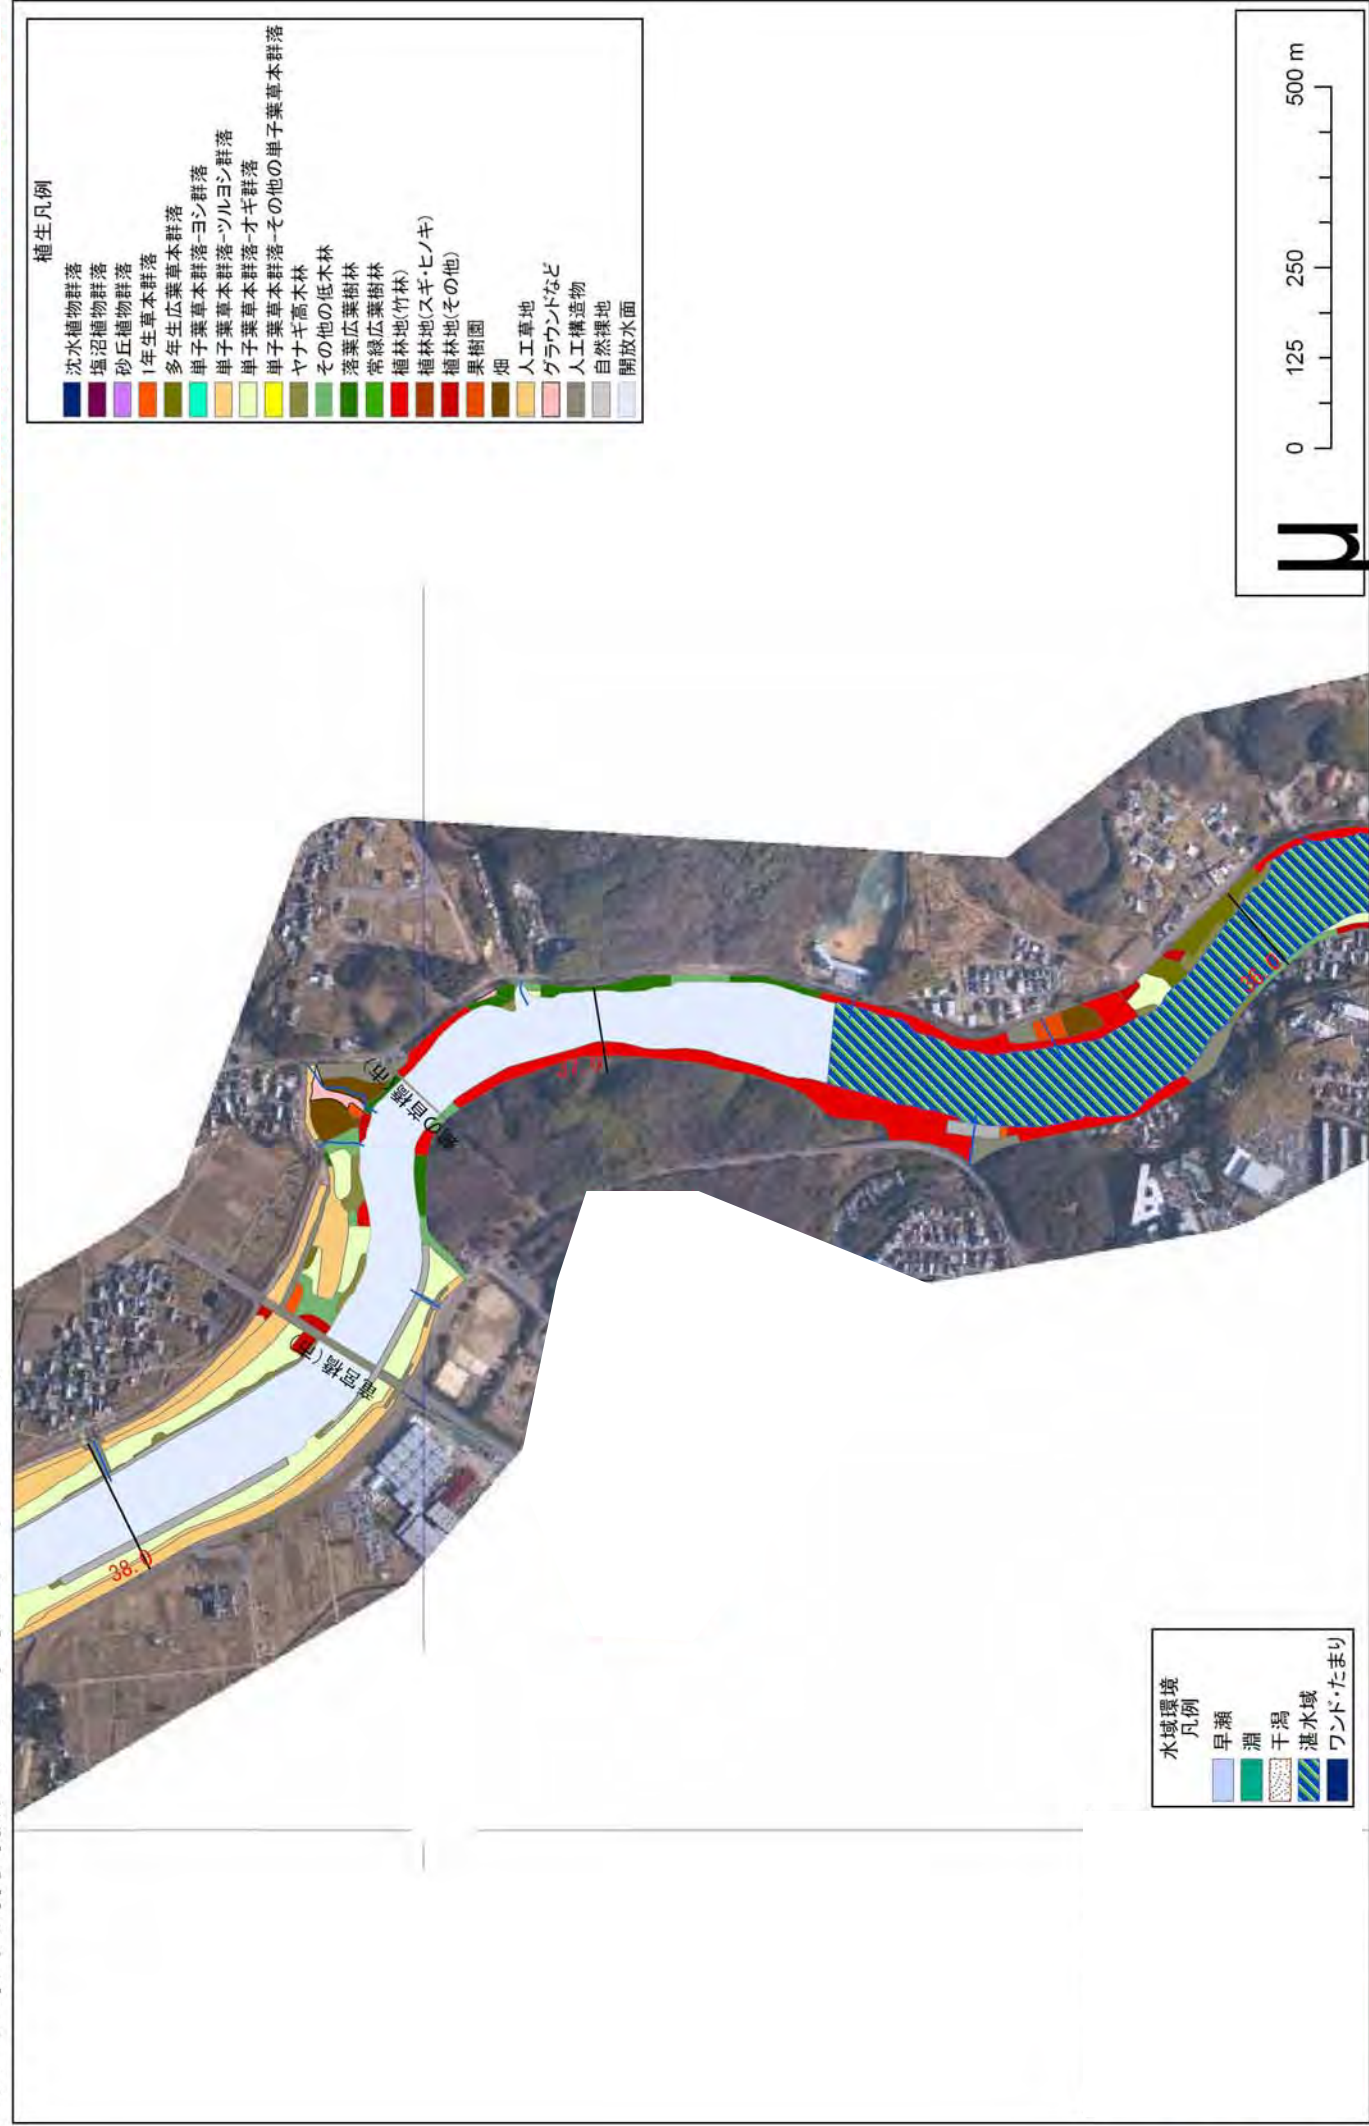 植生凡例
沈水植物群落
塩沼植物群落
砂丘植物群落
1年生草本群落
多年生広葉草本群落
単子葉草本群落-ヨシ群落
単子葉草本群落-ツルヨシ群落
単子葉草本群落-オギ群落
単子葉草本群落-その他の単子葉草本群落
ヤナギ高木林
その他の低木林
落葉広葉樹林
常緑広葉樹林
植林地(竹林)
植林地(スギ・ヒノキ)
植林地(その他)
果樹園
畑
人工草地
グラウンドなど
人工構造物
自然裸地
開放水面
38.0
竜宮橋(市)
の首橋(市)
37.0
水域環境
凡例
早瀬
淵
干潟
湛水域
ワンド・たまり
0 125 250 500 m
μ